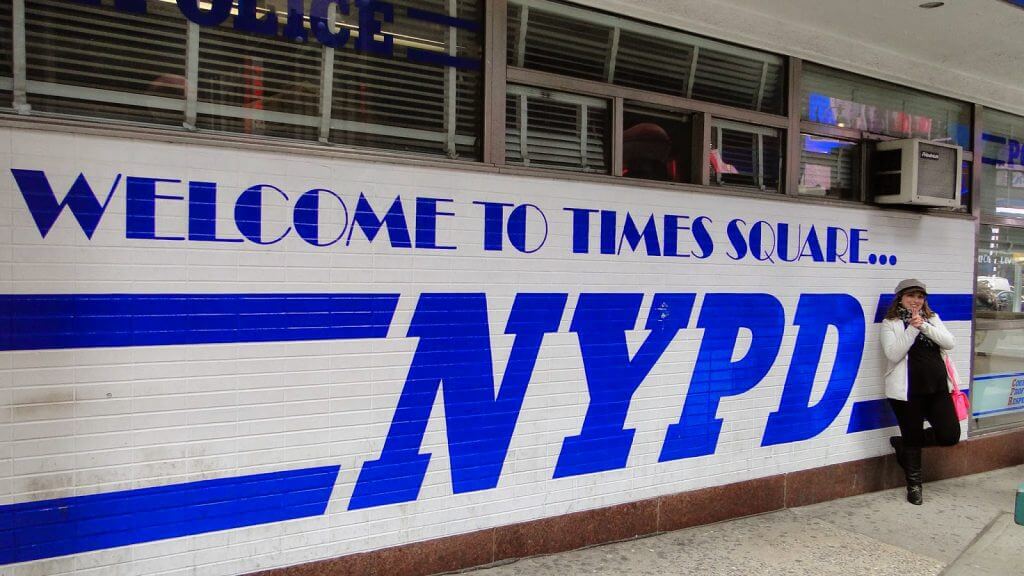 POLICE
WELCOME TO TIMES SQUARE...
NYPD